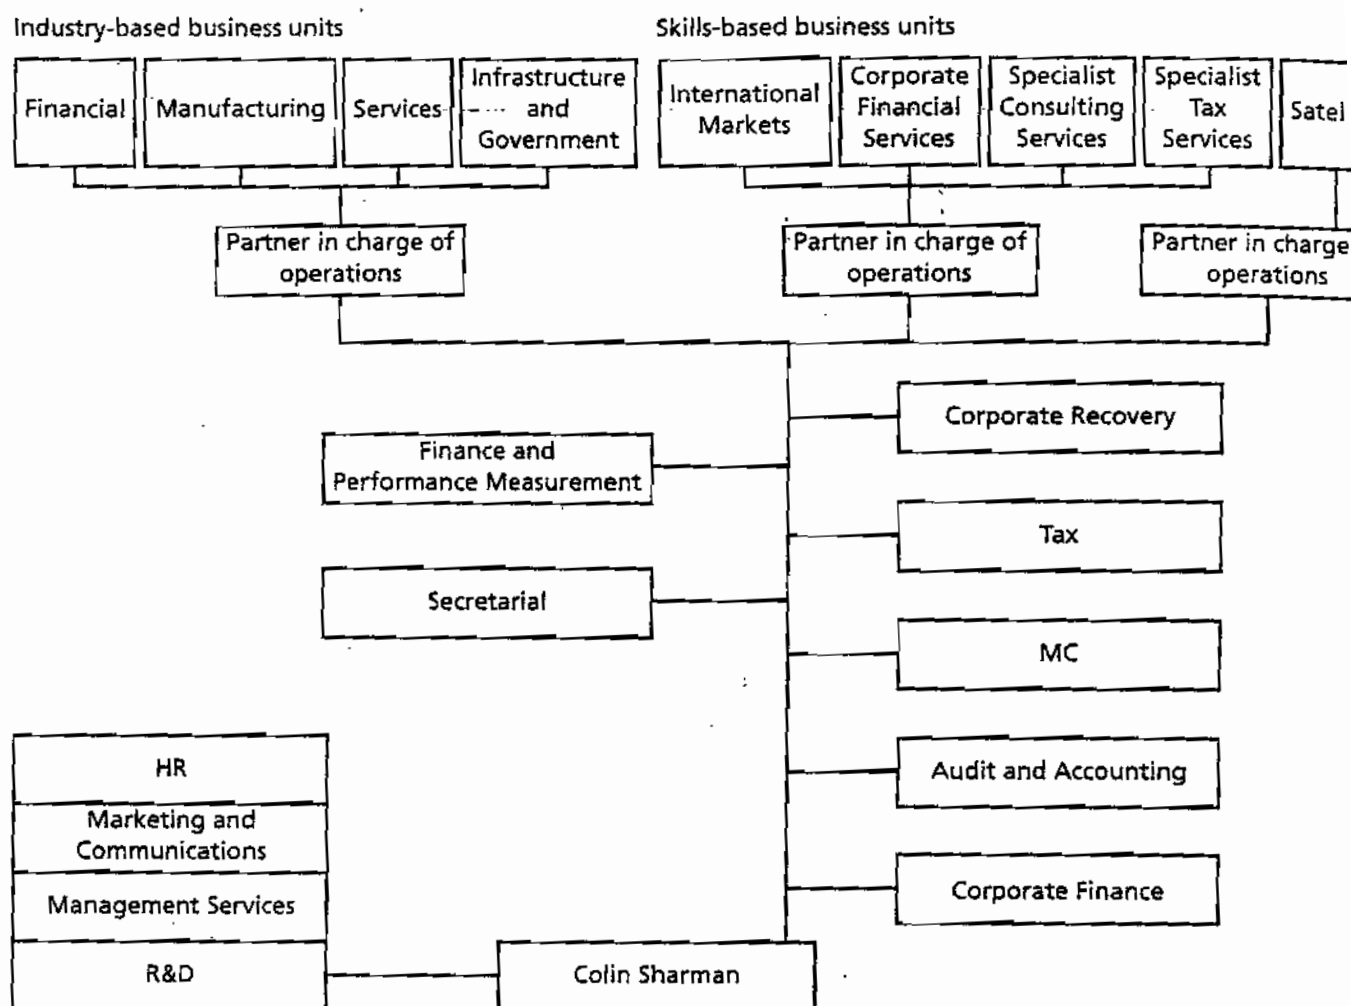 Industry-based business units
Skills-based business units
Financial
Manufacturing
Services
Infrastructure
and
Government
International
Markets
Corporate
Financial
Services
Specialist
Consulting
Services
Specialist
Tax
Services
Satel
Partner in charge of
operations
Partner in charge of
operations
Partner in charge
operations
Corporate Recovery
Finance and
Performance Measurement
Tax
Secretarial
MC
HR
Audit and Accounting
Marketing and
Communications
Management Services
Corporate Finance
R&D
Colin Sharman